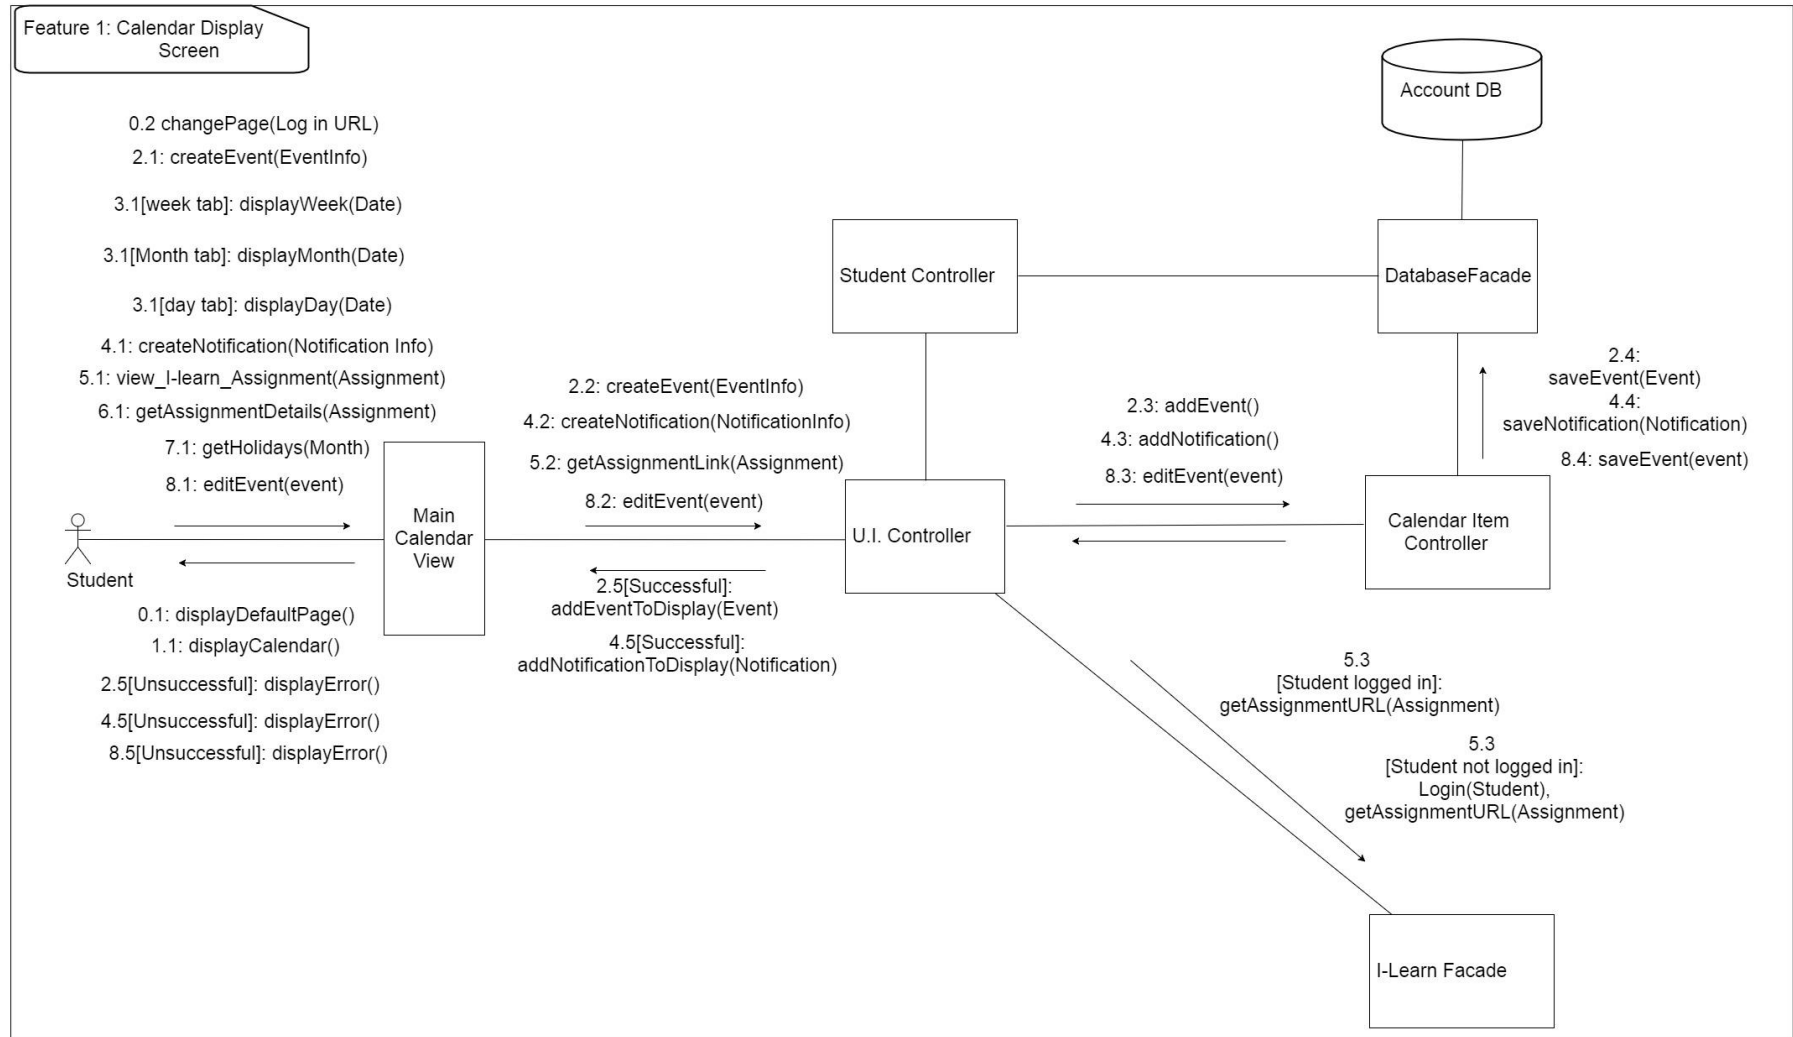 Feature 1: Calendar Display
Screen
Account DB
0.2 changePage(Log in URL)
2.1: createEvent(EventInfo)
3.1[week tab]: displayWeek(Date)
3.1[Month tab]: displayMonth(Date)
3.1[day tab]: displayDay(Date)
4.1: createNotification(Notification Info)
5.1: view_I-learn_Assignment(Assignment)
6.1: getAssignmentDetails(Assignment)
7.1: getHolidays(Month)
8.1: editEvent(event)
Student
0.1: displayDefaultPage()
1.1: displayCalendar()
2.5[Unsuccessful]: displayError()
4.5[Unsuccessful]: displayError()
8.5[Unsuccessful]: displayError()
Main
Calendar
View
2.2: createEvent(EventInfo)
4.2: createNotification(NotificationInfo)
5.2: getAssignmentLink(Assignment)
8.2: editEvent(event)
2.5[Successful]:
addEventToDisplay(Event)
4.5[Successful]:
addNotificationToDisplay(Notification)
Student Controller
U.I. Controller
2.3: addEvent()
4.3: addNotification()
8.3: editEvent(event)
DatabaseFacade
2.4:
saveEvent(Event)
4.4:
saveNotification(Notification)
8.4: saveEvent(event)
Calendar Item
Controller
5.3
[Student logged in]:
getAssignmentURL(Assignment)
5.3
[Student not logged in]:
Login(Student),
getAssignmentURL(Assignment)
I-Learn Facade